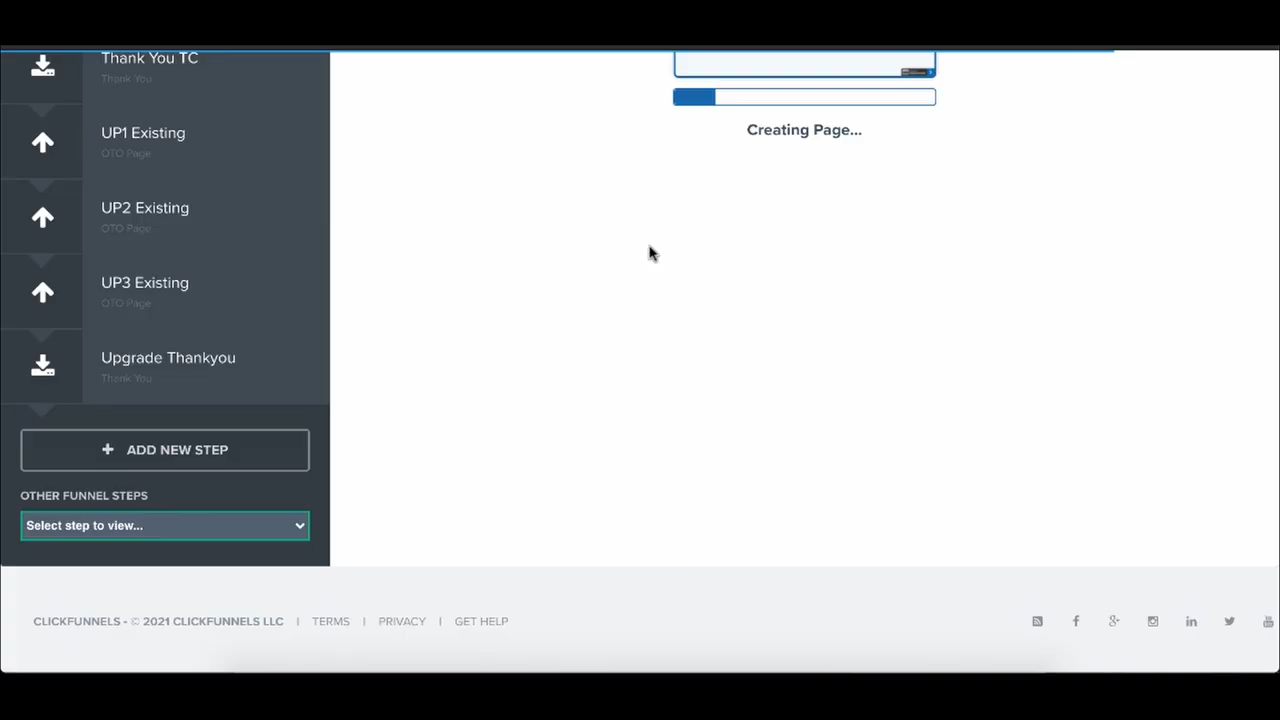 Thank You TC
Thank You
UP1 Existing
OTO Page
UP2 Existing
OTO Page
UP3 Existing
OTO Page
Upgrade Thankyou
Thank You
ADD NEW STEP
OTHER FUNNEL STEPS
Select step to view...
Creating Page...
CLICKFUNNELS - © 2021 CLICKFUNNELS LLC | TERMS | PRIVACY | GET HELP